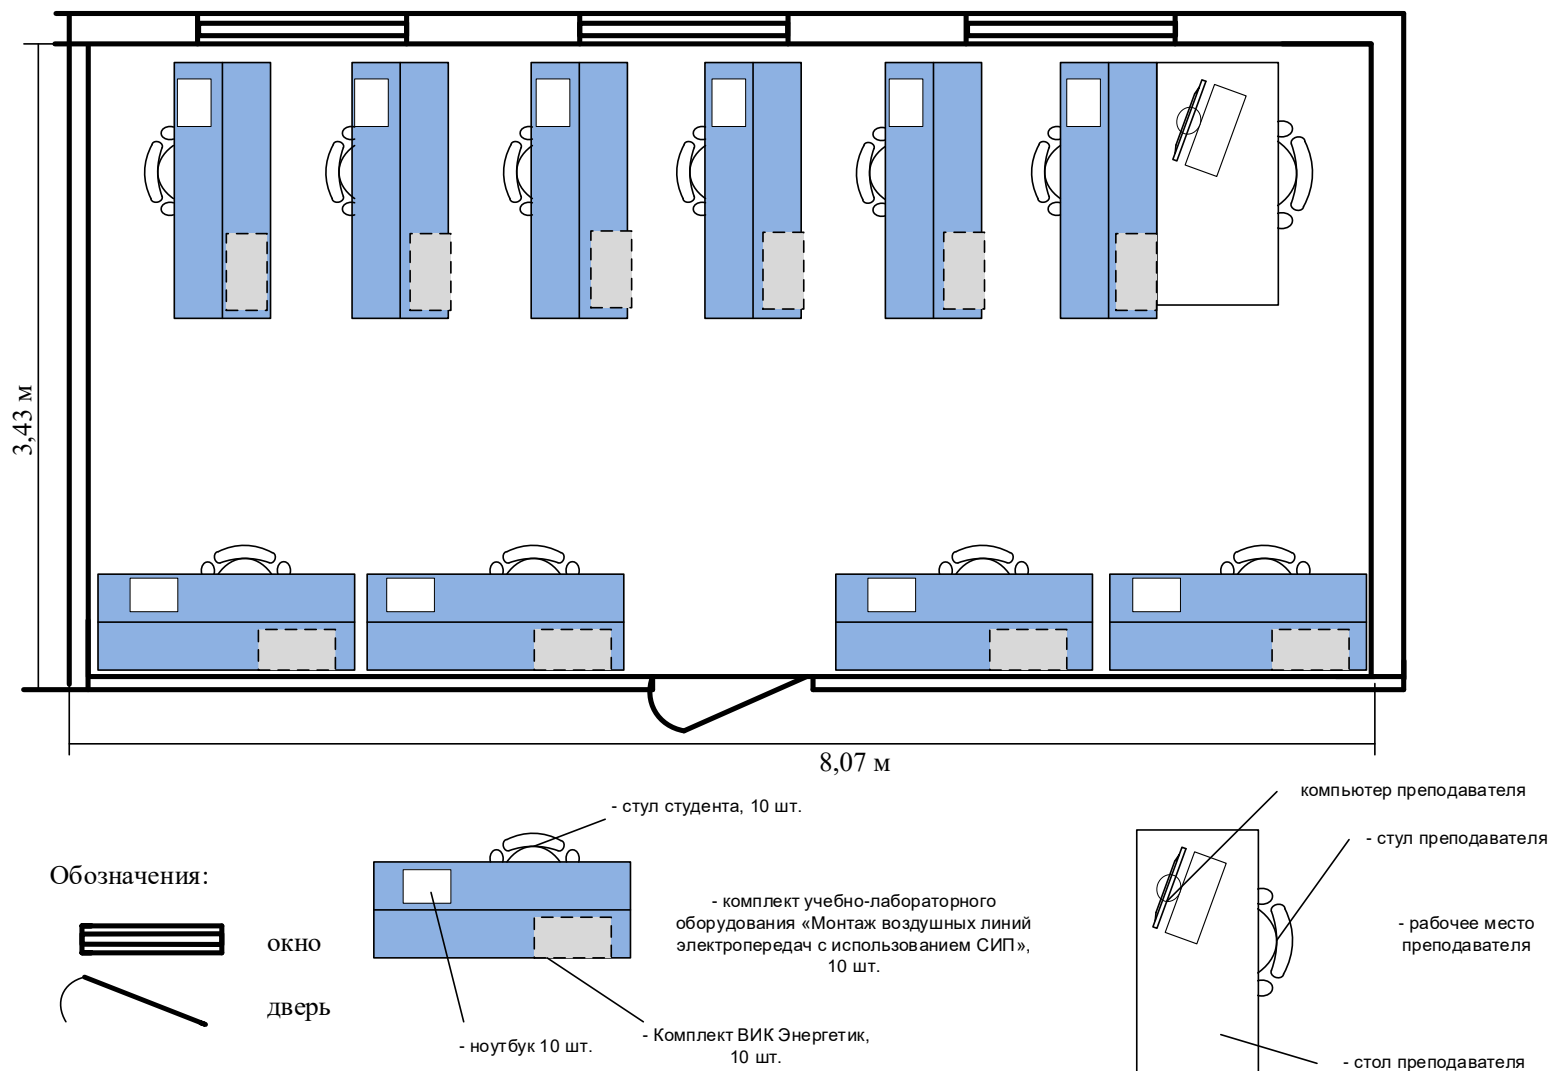 3,43 м
8,07 м
- стул студента, 10 шт.
компьютер преподавателя
- стул преподавателя
Обозначения:
- комплект учебно-лабораторного
оборудования «Монтаж воздушных линий
электропередач с использованием СИП»,
10 шт.
- рабочее место
преподавателя
окно
дверь
- ноутбук 10 шт.
- Комплект ВИК Энергетик,
10 шт.
- стол преподавателя